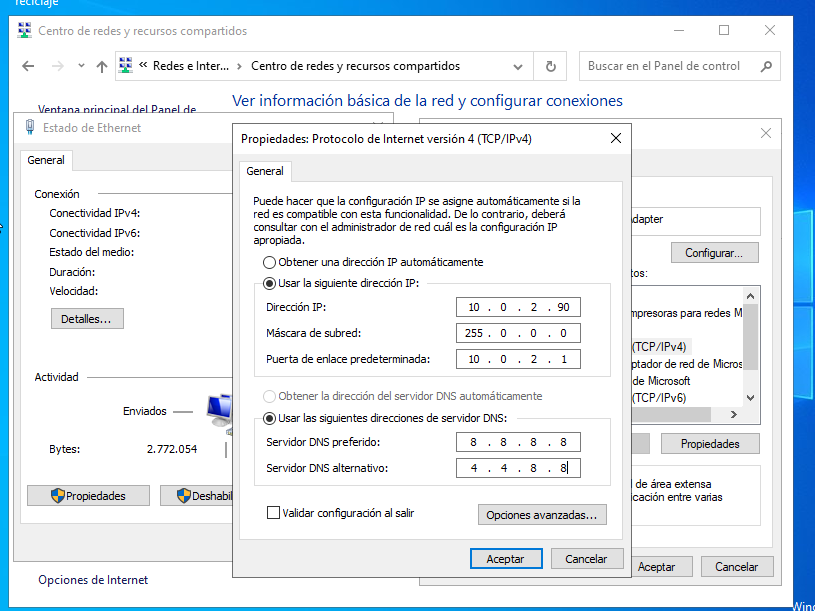 reciclaje
Centro de redes y recursos compartidos
« Redes e Inter... > Centro de redes y recursos compartidos
Buscar en el Panel de control
Ventana principal del Panel de
Ver información básica de la red y configurar conexiones
Estado de Ethernet
General
Conexión
Conectividad IPv4:
Conectividad IPv6:
Estado del medio:
Duración:
Velocidad:
Detalles...
Actividad
Enviados
Bytes:
2.772.054
Propiedades
Deshabil
Opciones de Internet
Propiedades: Protocolo de Internet versión 4 (TCP/IPv4)
General
Puede hacer que la configuración IP se asigne automáticamente si la
red es compatible con esta funcionalidad. De lo contrario, deberá
consultar con el administrador de red cuál es la configuración IP
apropiada.
Obtener una dirección IP automáticamente
Usar la siguiente dirección IP:
Dirección IP:
10 . 0 . 2 . 90
Máscara de subred:
255 . 0 . 0 . 0
Puerta de enlace predeterminada:
10 . 0 . 2 . 1
Obtener la dirección del servidor DNS automáticamente
Usar las siguientes direcciones de servidor DNS:
Servidor DNS preferido:
8 . 8 . 8 . 8
Servidor DNS alternativo:
4 . 4 . 8 . 8
Validar configuración al salir
Opciones avanzadas...
Aceptar
Cancelar
dapter
Configurar...
tos:
mpresoras para redes M
(TCP/IPv4)
ptador de red de Micros
de Microsoft
(TCP/IPv6)
Propiedades
l de área extensa
icación entre varias
Aceptar
Cancelar
Wind